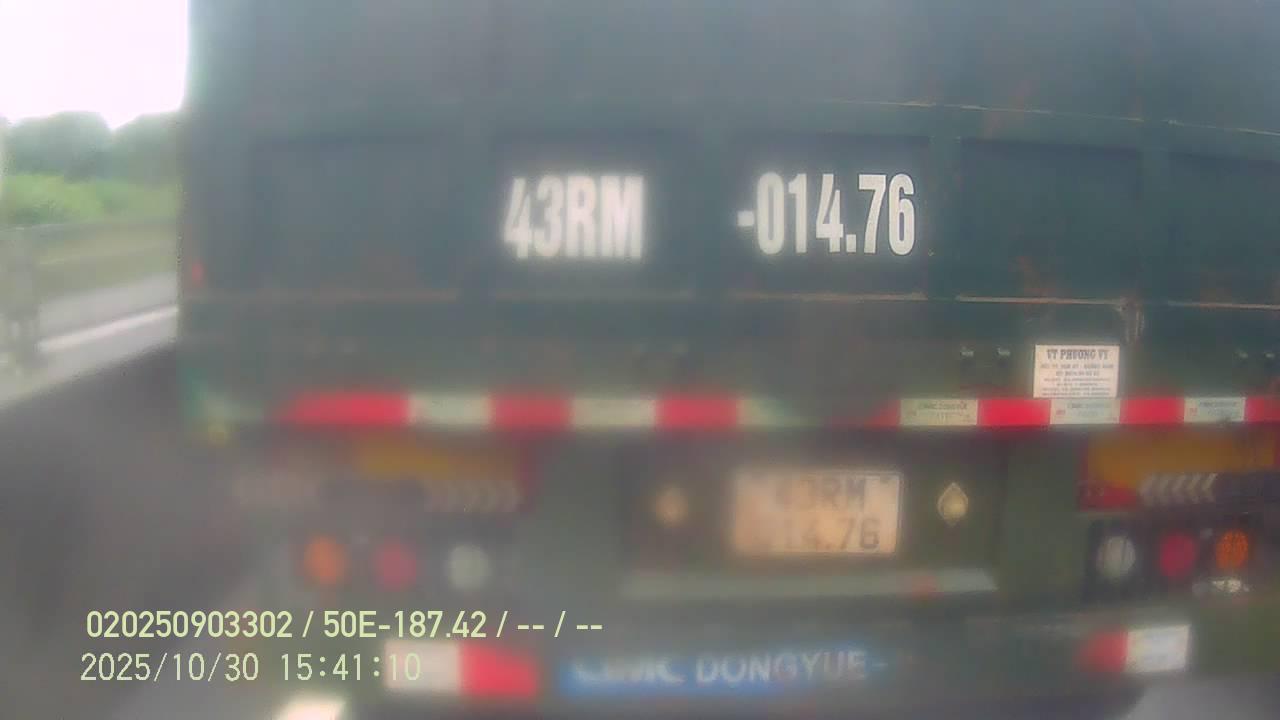 43RM -014.76
VT PHUONG VY
43RM
014.76
020250903302 / 50E-187.42 / -- / --
2025/10/30 15:41:10
CIMC DONGYUE-